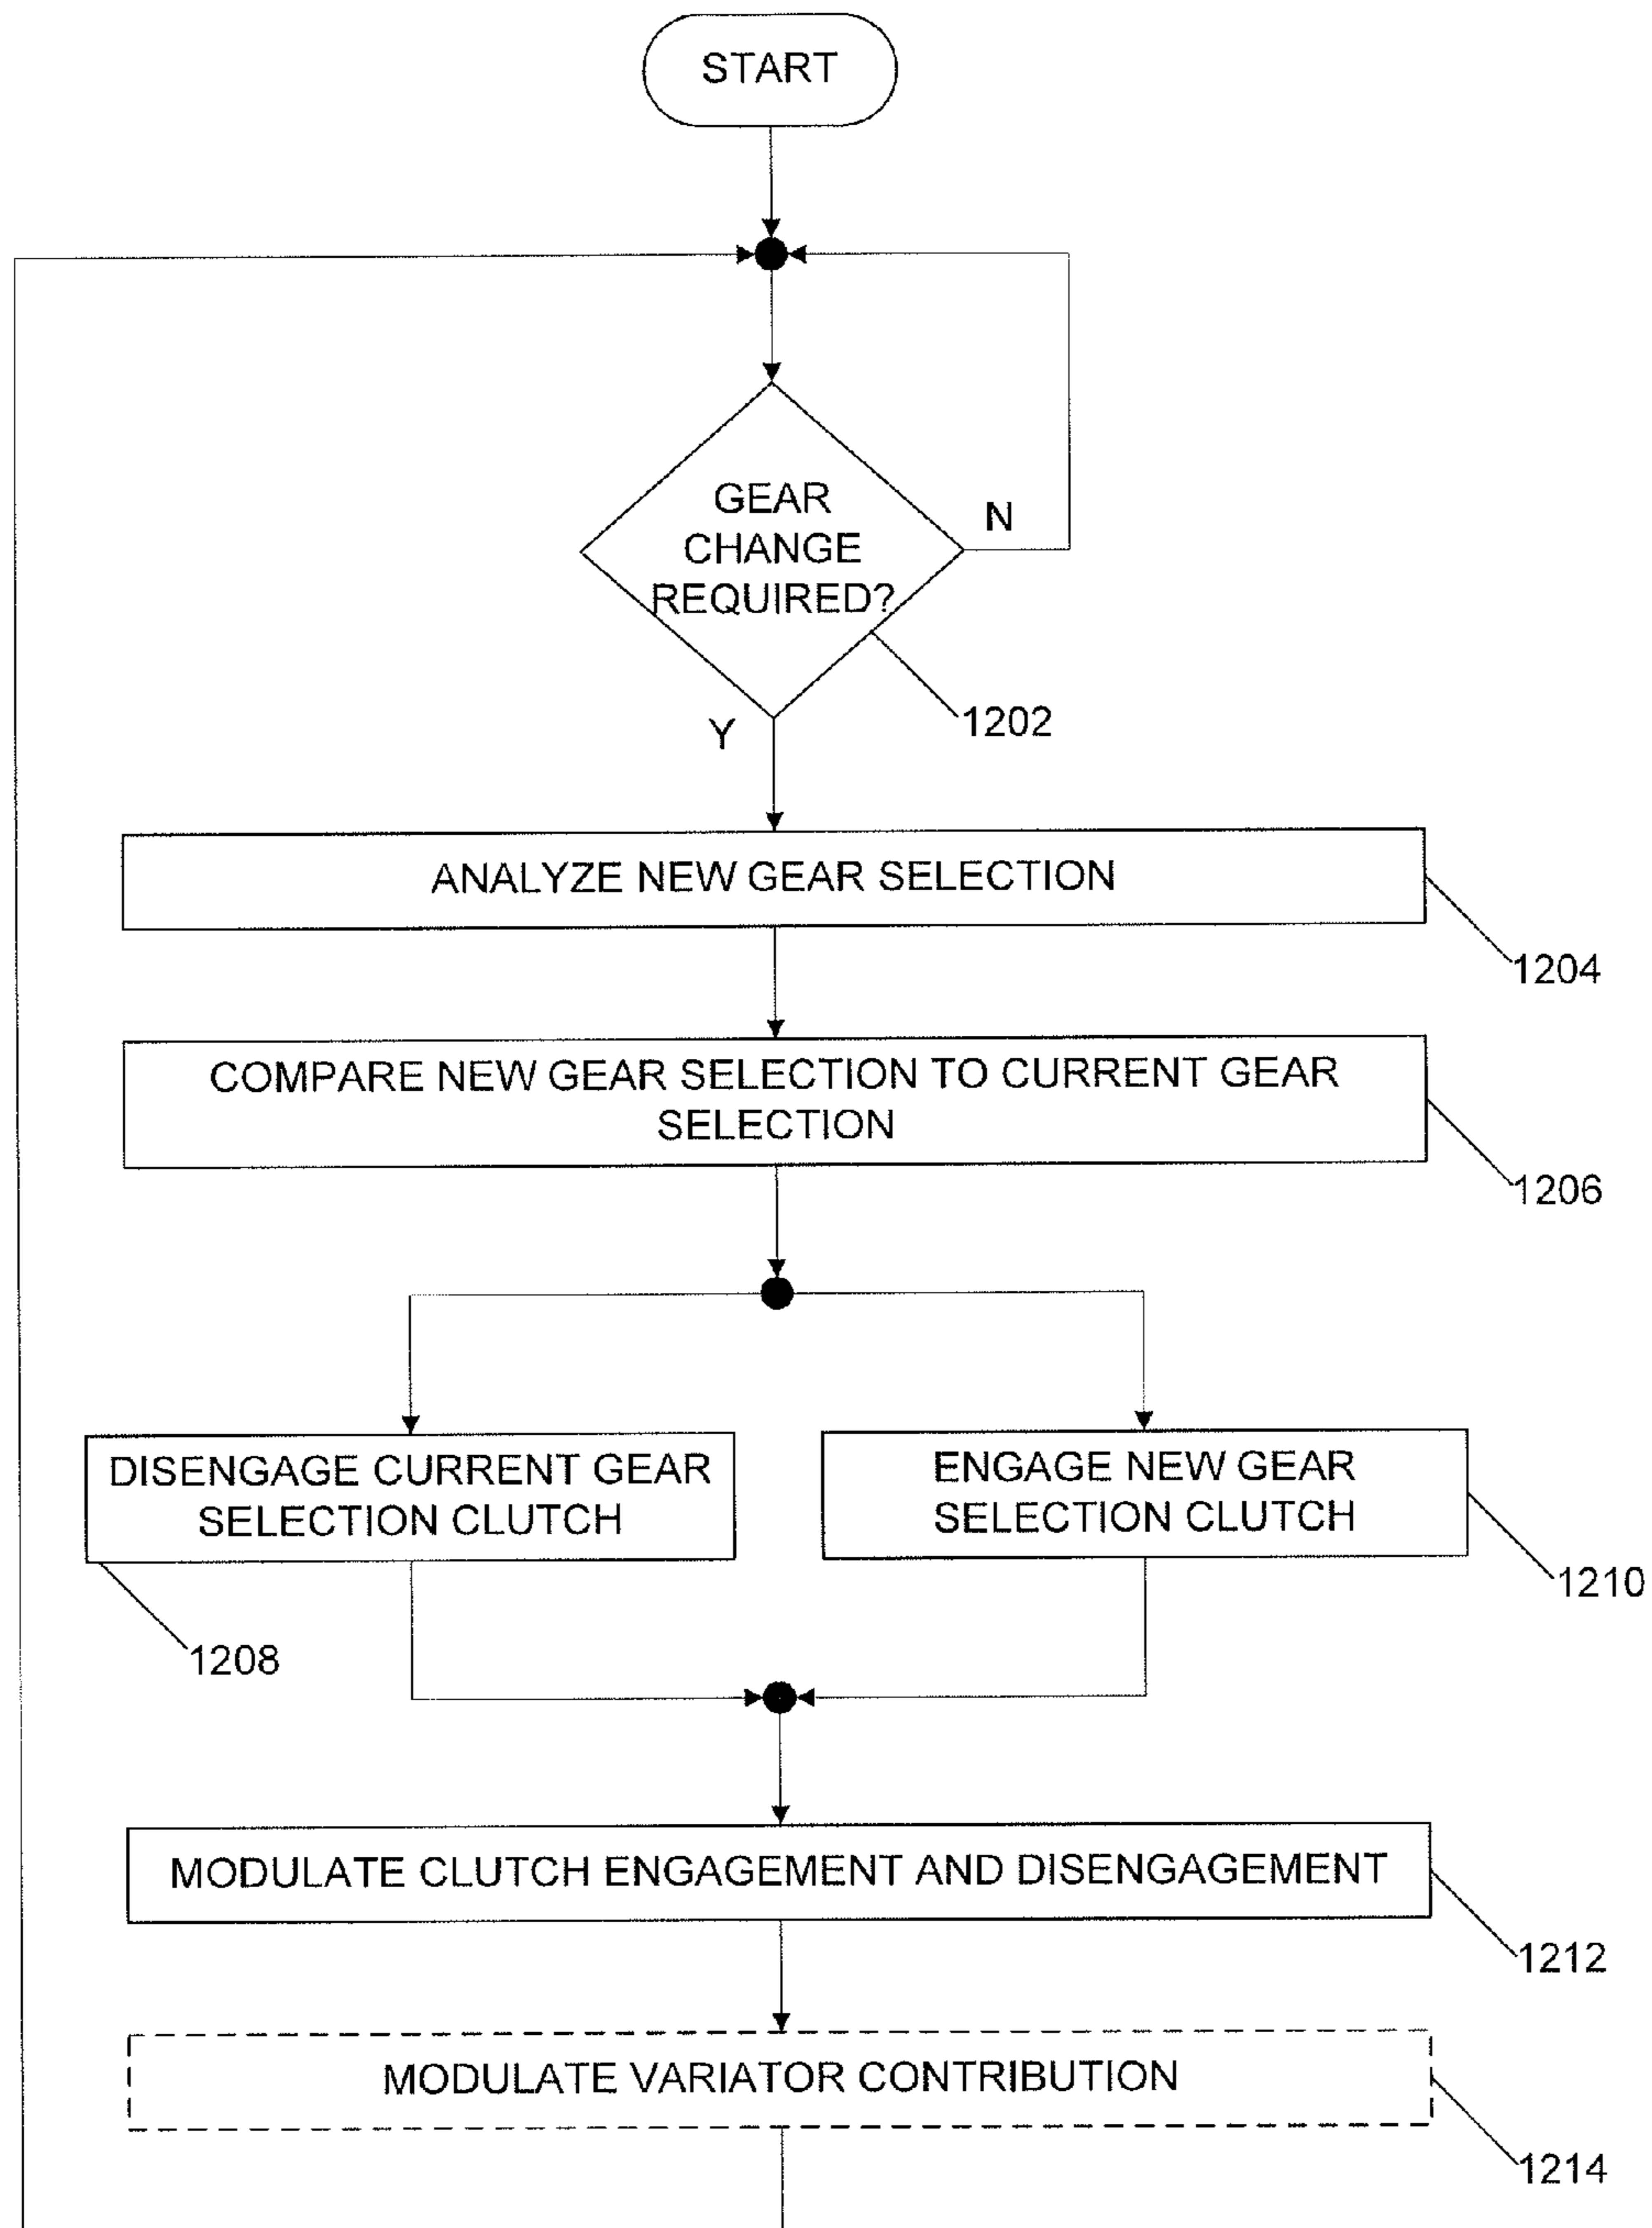 START
GEAR
CHANGE
REQUIRED?
N
1202
Y
ANALYZE NEW GEAR SELECTION
1204
COMPARE NEW GEAR SELECTION TO CURRENT GEAR
SELECTION
1206
DISENGAGE CURRENT GEAR
SELECTION CLUTCH
1208
ENGAGE NEW GEAR
SELECTION CLUTCH
1210
MODULATE CLUTCH ENGAGEMENT AND DISENGAGEMENT
1212
MODULATE VARIATOR CONTRIBUTION
1214